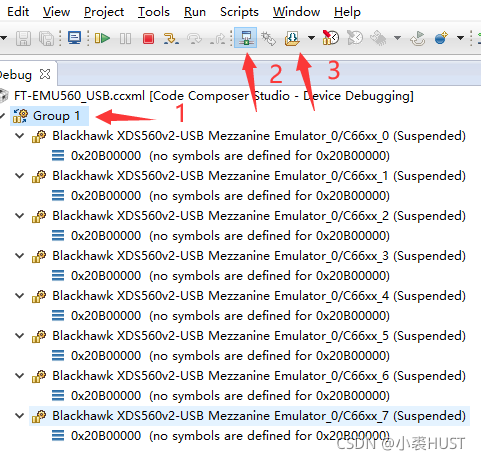 it View Project Tools Run Scripts Window Help
2 3
Debug
FT-EMU560_USB.ccxml [Code Composer Studio - Device Debugging]
Group 1 1
Blackhawk XDS560v2-USB Mezzanine Emulator_0/C66xx_0 (Suspended)
0x20B00000 (no symbols are defined for 0x20B00000)
Blackhawk XDS560v2-USB Mezzanine Emulator_0/C66xx_1 (Suspended)
0x20B00000 (no symbols are defined for 0x20B00000)
Blackhawk XDS560v2-USB Mezzanine Emulator_0/C66xx_2 (Suspended)
0x20B00000 (no symbols are defined for 0x20B00000)
Blackhawk XDS560v2-USB Mezzanine Emulator_0/C66xx_3 (Suspended)
0x20B00000 (no symbols are defined for 0x20B00000)
Blackhawk XDS560v2-USB Mezzanine Emulator_0/C66xx_4 (Suspended)
0x20B00000 (no symbols are defined for 0x20B00000)
Blackhawk XDS560v2-USB Mezzanine Emulator_0/C66xx_5 (Suspended)
0x20B00000 (no symbols are defined for 0x20B00000)
Blackhawk XDS560v2-USB Mezzanine Emulator_0/C66xx_6 (Suspended)
0x20B00000 (no symbols are defined for 0x20B00000)
Blackhawk XDS560v2-USB Mezzanine Emulator_0/C66xx_7 (Suspended)
0x20B00000 (no symbols are defined for 0x20B00000)
CSDN @小裘HUST